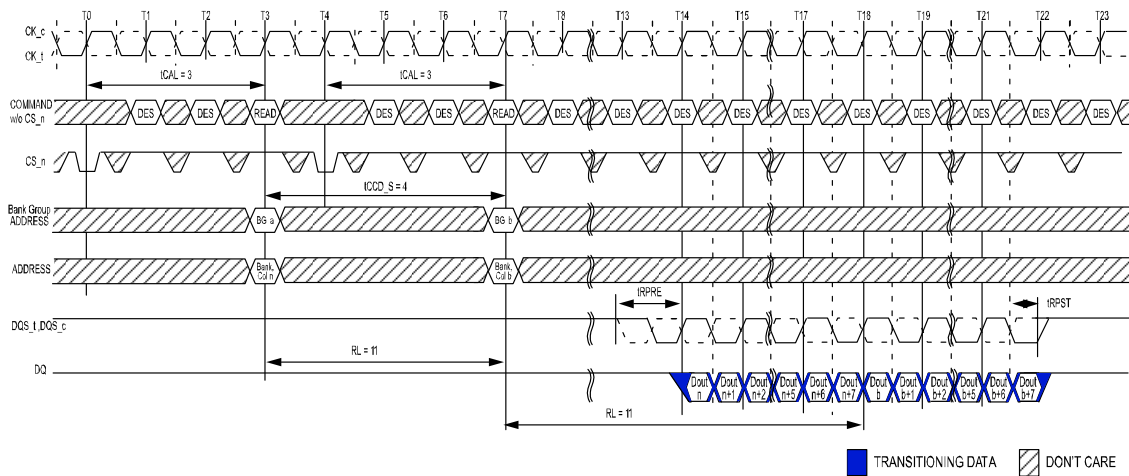 T0 T1 T2 T3 T4 T5 T6 T7 T8 T13 T14 T15 T17 T18 T19 T21 T22 T23
CK_c
CK_t
tCAL = 3 tCAL = 3
COMMAND
w/o CS_n
DES DES READ DES DES READ DES DES DES DES DES DES DES DES DES DES
CS_n
tCCD_S = 4
Bank Group
ADDRESS
BG a BG b
ADDRESS
Bank, Bank,
Col n Col b
tRPRE tRPST
DQS_t ,DQS_c
RL = 11
DQ
Dout Dout Dout Dout Dout Dout Dout Dout Dout Dout Dout Dout
n n+1 n+2 n+5 n+6 n+7 b b+1 b+2 b+5 b+6 b+7
RL = 11
TRANSITIONING DATA DON'T CARE